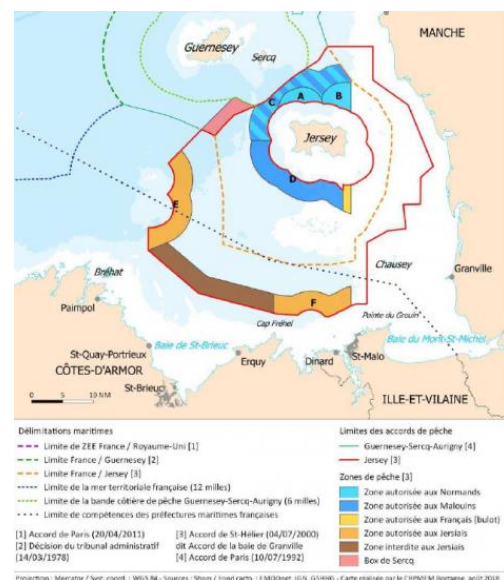 MANCHE
Guernesey
Sercq
C
A
B
Jersey
D
E
Bréhat
Chausey
Granville
Paimpol
F
Pointe du Grouin
Cap Fréhel
Baie du Mont-St-Michel
Baie de St-Brieuc
St-Quay-Portrieux
Erquy
Dinard
St-Malo
CÔTES-D'ARMOR
St-Brieuc
ILLE-ET-VILAINE
0 5 10 NM
Délimitations maritimes
Limite de ZEE France / Royaume-Uni [1]
Limite France / Guernesey [2]
Limite France / Jersey [3]
Limite de la mer territoriale française (12 milles)
Limite de la bande côtière de pêche Guernesey-Sercq-Aurigny (6 milles)
Limite de compétences des préfectures maritimes françaises
[1] Accord de Paris (20/04/2011)
[2] Décision du tribunal administratif
(14/03/1978)
[3] Accord de St-Hélier (04/07/2000)
dit Accord de la baie de Granville
[4] Accord de Paris (10/07/1992)
Limites des accords de pêche
Guernesey-Sercq-Aurigny [4]
Jersey [3]
Zones de pêche [3]
Zone autorisée aux Normands
Zone autorisée aux Malouins
Zone autorisée aux Français (bulot)
Zone autorisée aux Jersiais
Zone interdite aux Jersiais
Box de Sercq
Projection : Mercator / Syst. coord. : WGS 84 - Sources : Shom